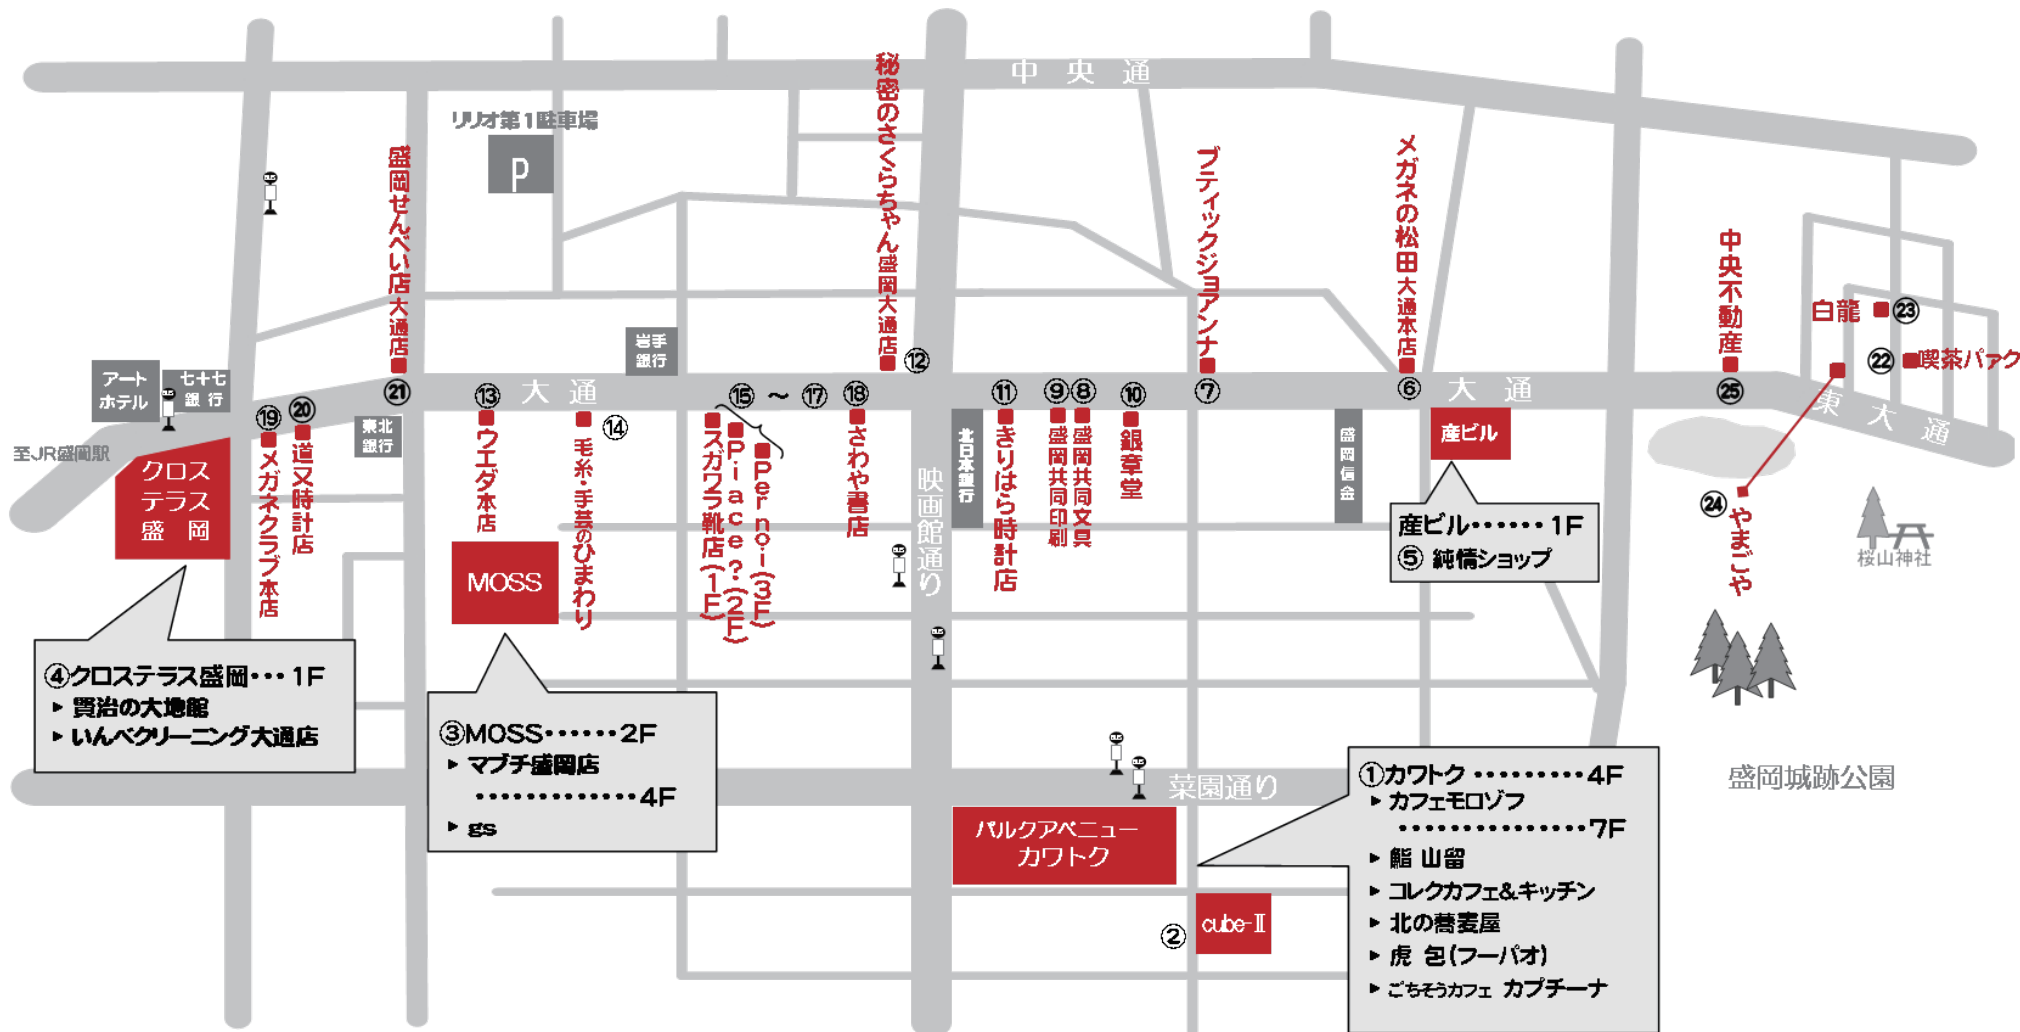 中央通
リリオ第1駐車場
P
盛岡せんべい店 大通店
㉑
秘密のさくらちゃん 盛岡大通店
⑫
ブティックジョアンナ
⑦
メガネの松田 大通本店
⑥
中央不動産
㉕
白龍
㉓
㉒
喫茶パァク
岩手
銀行
アート
ホテル
七十七
銀行
大通
大通
東大通
至JR盛岡駅
クロス
テラス
盛岡
⑲
メガネクラブ本店
⑳
道又時計店
東北
銀行
⑬
ウエダ本店
⑭
毛糸・手芸のひまわり
⑮ ~ ⑰
スガワラ靴店(1F)
Piace?(2F)
Per noi(3F)
⑱
さわや書店
映画館通り
北日本銀行
⑪
きりはら時計店
⑨
盛岡共同印刷
⑧
盛岡共同文具
⑩
銀章堂
盛岡信金
産ビル
産ビル・・・・・・1F
⑤ 純情ショップ
㉔
やまごや
桜山神社
盛岡城跡公園
MOSS
④クロステラス盛岡・・・1F
▶ 賢治の大地館
▶ いんべクリーニング大通店
③MOSS・・・・・・2F
▶ マブチ盛岡店
・・・・・・・・・・・・・4F
▶ gs
菜園通り
パルクアベニュー
カワトク
②
cube-Ⅱ
①カワトク・・・・・・・・・4F
▶ カフェモロゾフ
・・・・・・・・・・・・・・・7F
▶ 鮨 山留
▶ コレクカフェ&キッチン
▶ 北の蕎麦屋
▶ 虎 包(フーパオ)
▶ ごちそうカフェ カプチーナ